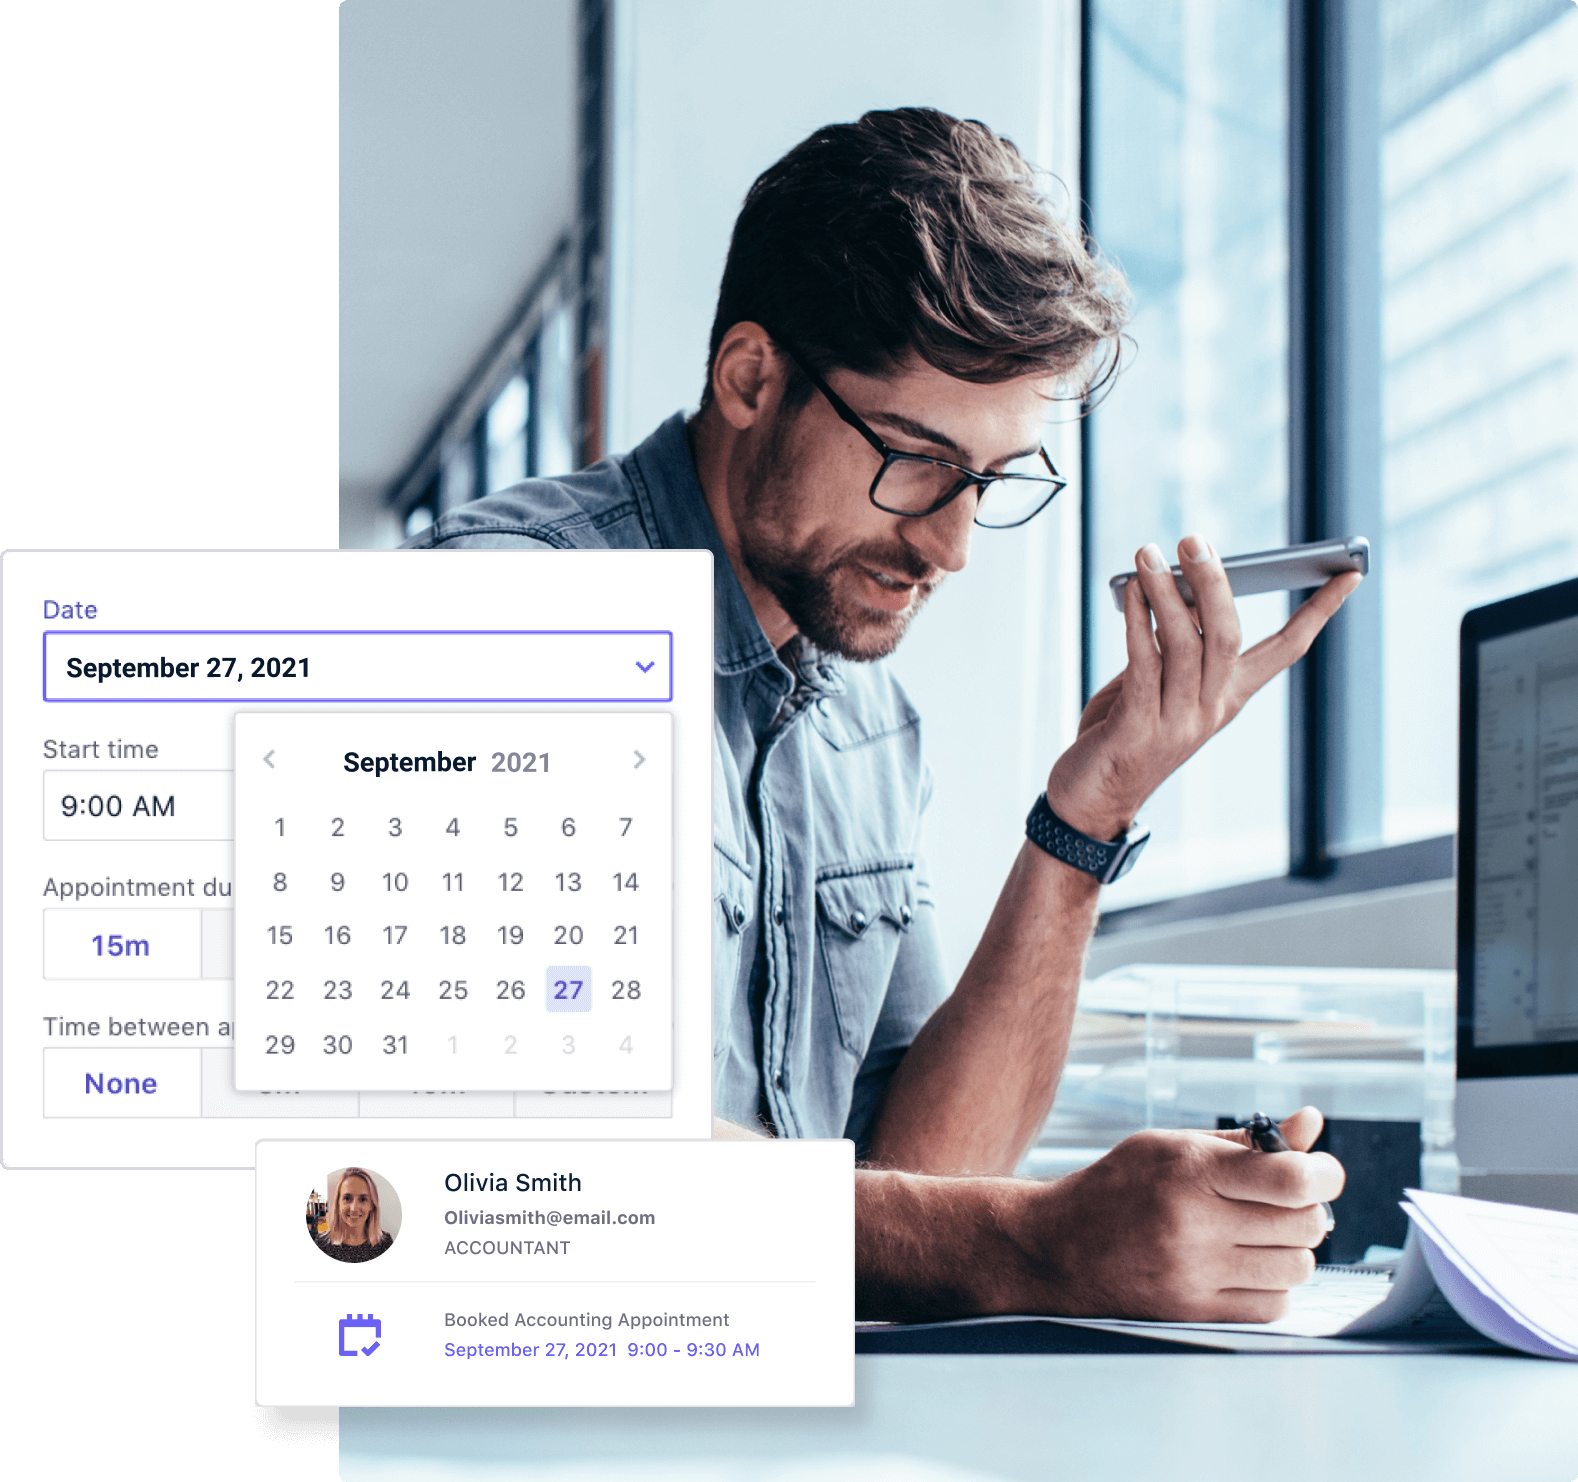 Date
September 27, 2021
Start time
9:00 AM
Appointment du
15m
Time between a
None
September 2021
1 2 3 4 5 6 7
8 9 10 11 12 13 14
15 16 17 18 19 20 21
22 23 24 25 26 27 28
29 30 31 1 2 3 4
Olivia Smith
Oliviasmith@email.com
ACCOUNTANT
Booked Accounting Appointment
September 27, 2021 9:00 - 9:30 AM